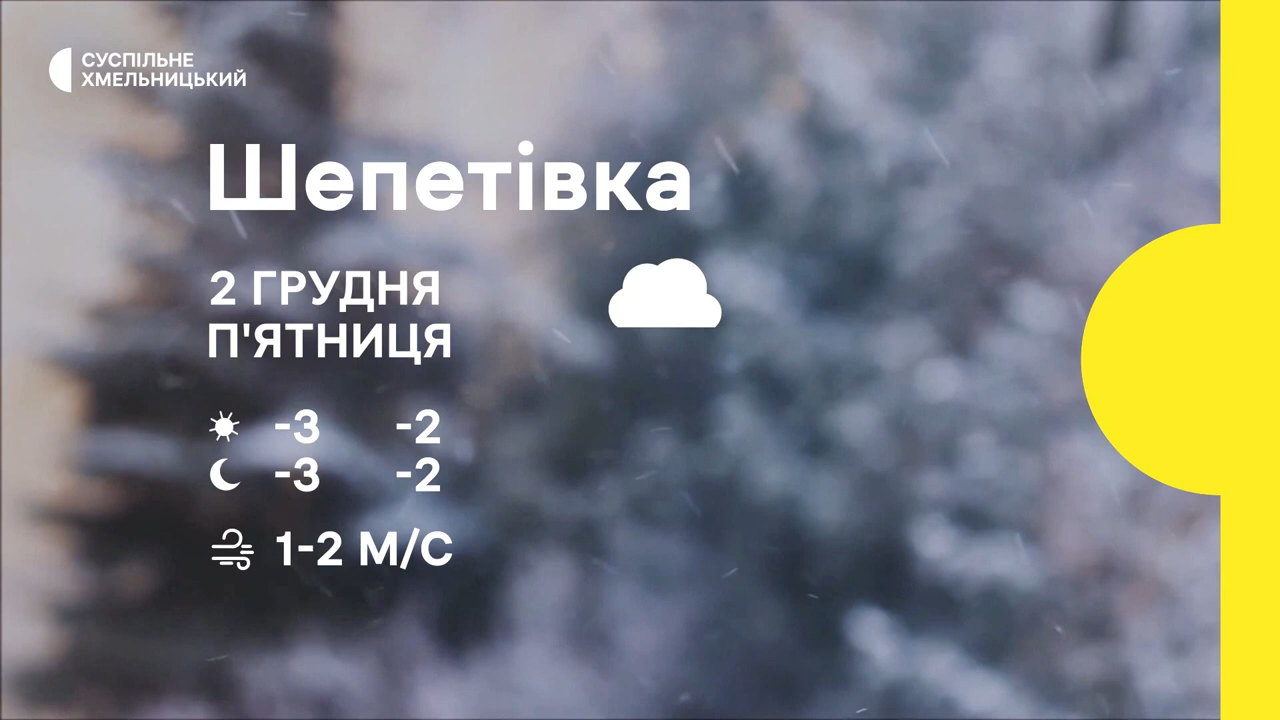 СУСПІЛЬНЕ
ХМЕЛЬНИЦЬКИЙ
Шепетівка
2 ГРУДНЯ
П'ЯТНИЦЯ
-3 -2
-3 -2
1-2 М/С